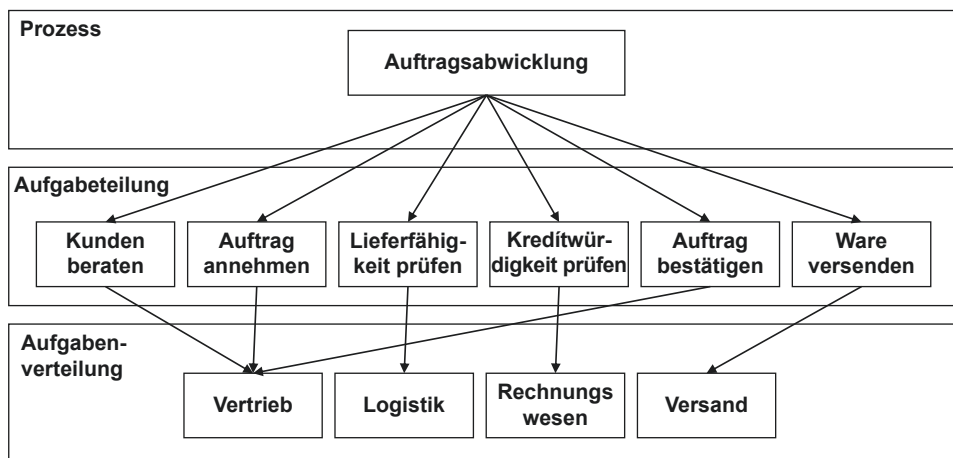 Prozess
Auftragsabwicklung
Aufgabeteilung
Kunden
beraten
Auftrag
annehmen
Lieferfähig-
keit prüfen
Kreditwür-
digkeit prüfen
Auftrag
bestätigen
Ware
versenden
Aufgaben-
verteilung
Vertrieb
Logistik
Rechnungs
wesen
Versand